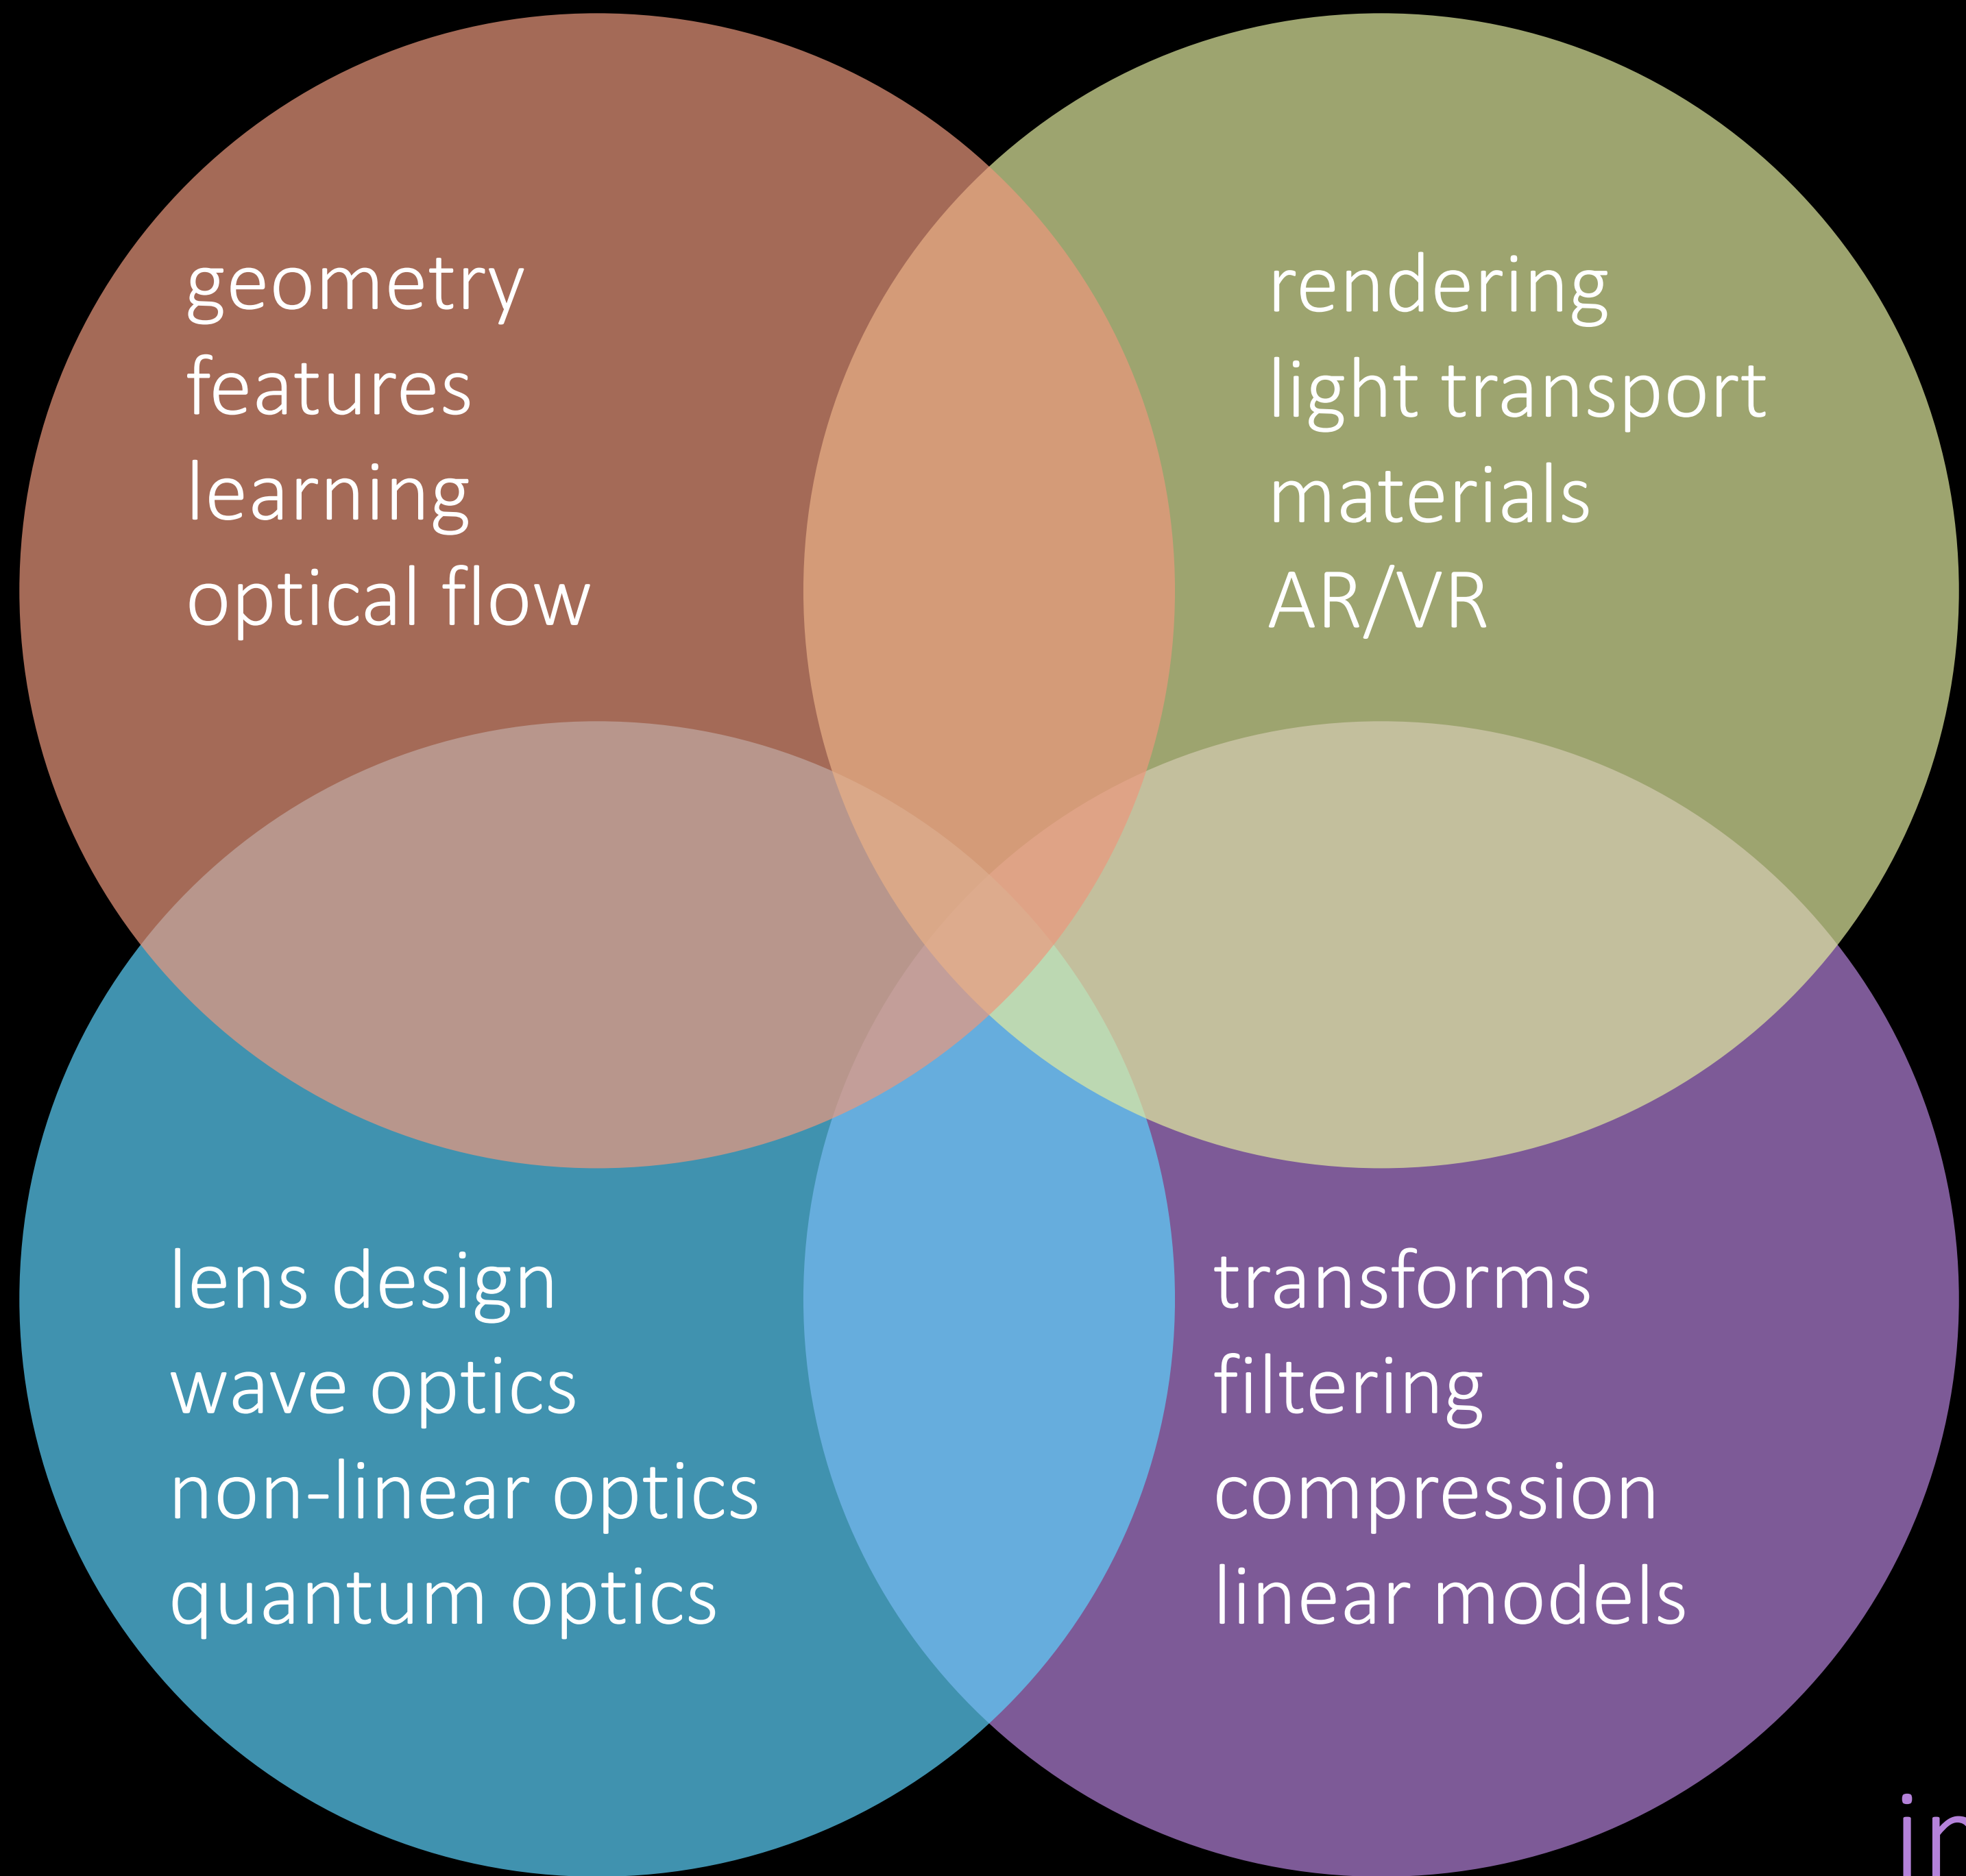 geometry
features
learning
optical flow
rendering
light transport
materials
AR/VR
lens design
wave optics
non-linear optics
quantum optics
transforms
filtering
compression
linear models